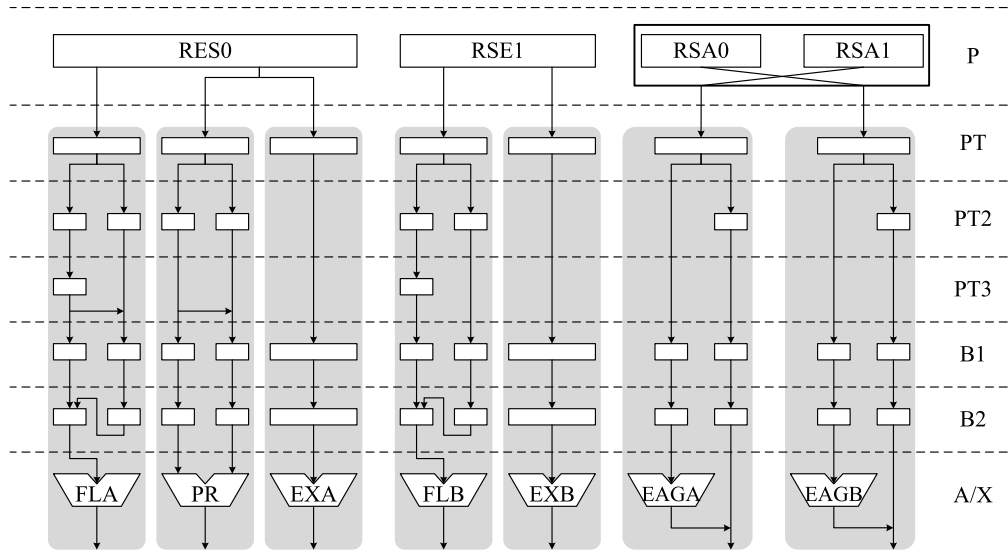 RES0 RSE1 RSA0 RSA1 P
PT
PT2
PT3
B1
B2
FLA PR EXA FLB EXB EAGA EAGB A/X